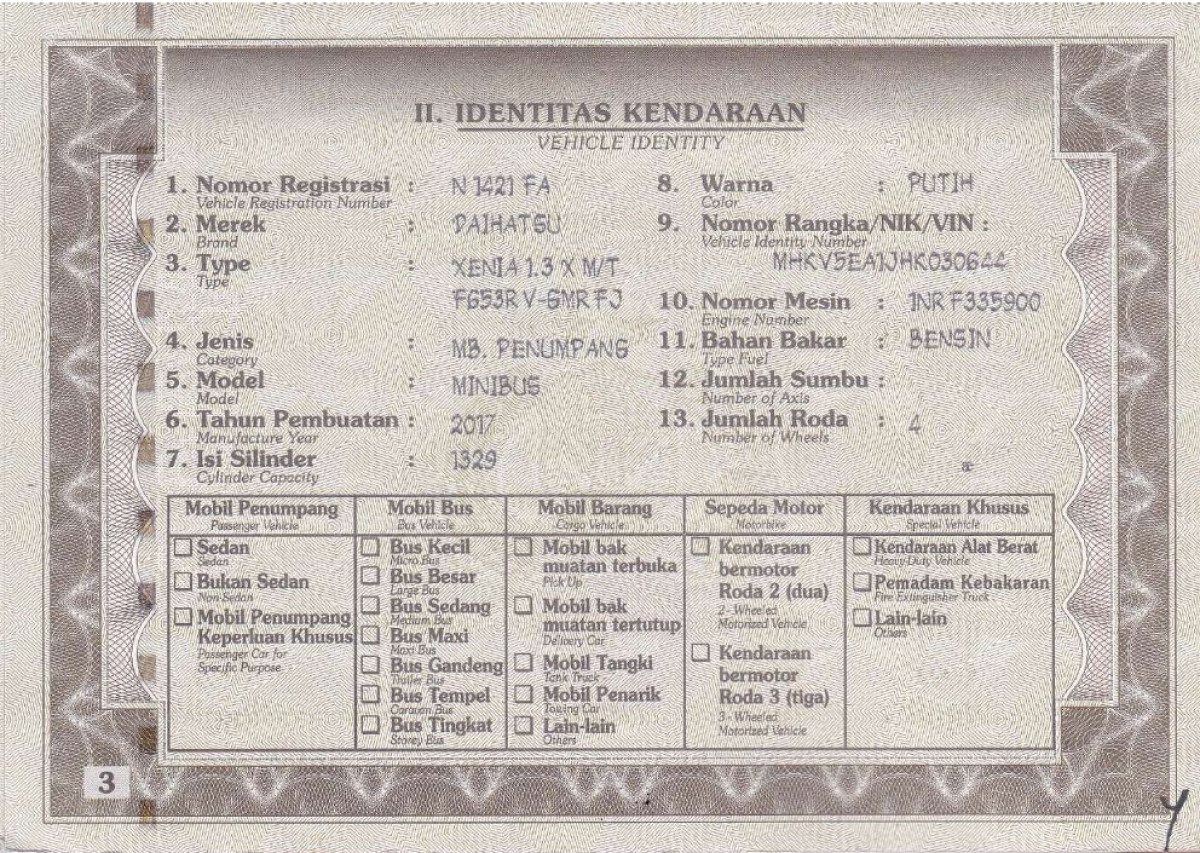 II. IDENTITAS KENDARAAN
VEHICLE IDENTITY
1. Nomor Registrasi : N 1421 FA
Vehicle Registration Number
2. Merek : DAIHATSU
Brand
3. Type : XENIA 1.3 X M/T
Type
F653RV-GMRFJ
4. Jenis : MB. PENUMPANG
Category
5. Model : MINIBUS
Model
6. Tahun Pembuatan : 2017
Manufacture Year
7. Isi Silinder : 1329
Cylinder Capacity
8. Warna : PUTIH
Color
9. Nomor Rangka/NIK/VIN :
Vehicle Identity Number
MHKV5EA1JHK030644
10. Nomor Mesin : 1NRF335900
Engine Number
11. Bahan Bakar : BENSIN
Type Fuel
12. Jumlah Sumbu :
Number of Axis
13. Jumlah Roda : 4
Number of Wheels
æ
Mobil Penumpang
Passenger Vehicle
Sedan
Sedan
Bukan Sedan
Non-Sedan
Mobil Penumpang
Keperluan Khusus
Passenger Car for
Specific Purpose
Mobil Bus
Bus Vehicle
Bus Kecil
Micro Bus
Bus Besar
Large Bus
Bus Sedang
Medium Bus
Bus Maxi
Maxi Bus
Bus Gandeng
Trailer Bus
Bus Tempel
Caravan Bus
Bus Tingkat
Storey Bus
Mobil Barang
Cargo Vehicle
Mobil bak
muatan terbuka
Pick Up
Mobil bak
muatan tertutup
Delivery Car
Mobil Tangki
Tank Truck
Mobil Penarik
Towing Car
Lain-lain
Others
Sepeda Motor
Motorbike
Kendaraan
bermotor
Roda 2 (dua)
2 - Wheeled
Motorized Vehicle
Kendaraan
bermotor
Roda 3 (tiga)
3 - Wheeled
Motorized Vehicle
Kendaraan Khusus
Special Vehicle
Kendaraan Alat Berat
Heavy-Duty Vehicle
Pemadam Kebakaran
Fire Extinguisher Truck
Lain-lain
Others
3